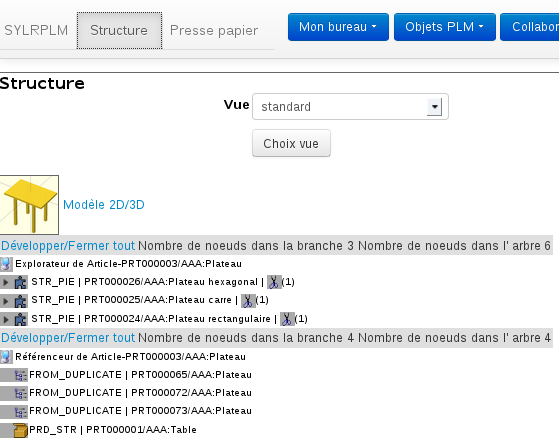 SYLRPLM Structure Presse papier Mon bureau Objets PLM Collabor
Structure
Vue standard
Choix vue
Modèle 2D/3D
Développer/Fermer tout Nombre de noeuds dans la branche 3 Nombre de noeuds dans l' arbre 6
Explorateur de Article-PRT000003/AAA:Plateau
STR_PIE | PRT000026/AAA:Plateau hexagonal | (1)
STR_PIE | PRT000025/AAA:Plateau carre | (1)
STR_PIE | PRT000024/AAA:Plateau rectangulaire | (1)
Développer/Fermer tout Nombre de noeuds dans la branche 4 Nombre de noeuds dans l' arbre 4
Référenceur de Article-PRT000003/AAA:Plateau
FROM_DUPLICATE | PRT000065/AAA:Plateau
FROM_DUPLICATE | PRT000072/AAA:Plateau
FROM_DUPLICATE | PRT000073/AAA:Plateau
PRD_STR | PRT000001/AAA:Table